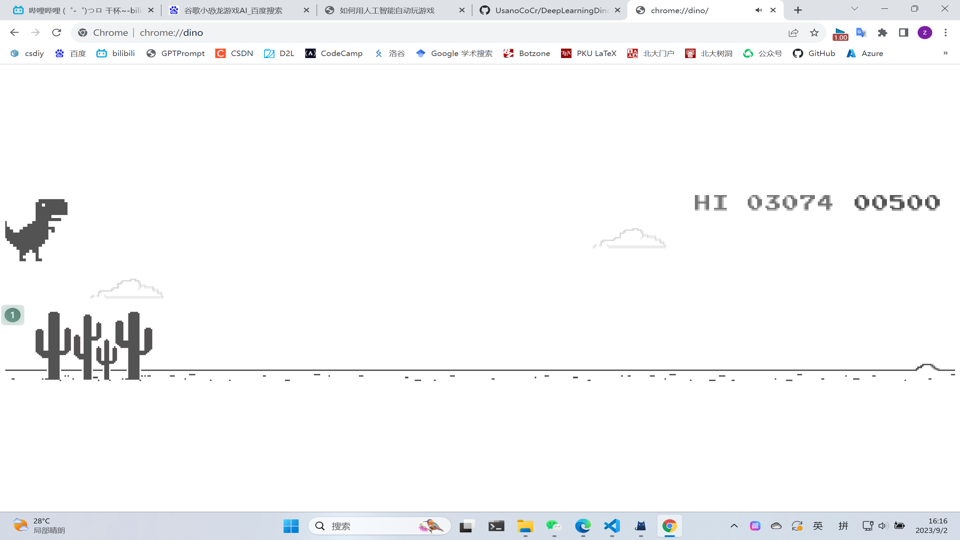 哔哩哔哩 (゜-゜)つロ 干杯~-bili
谷歌小恐龙游戏AI_百度搜索
如何用人工智能自动玩游戏
UsanoCoCr/DeepLearningDin
chrome://dino/
Chrome | chrome://dino
1.00
z
csdiy
百度
bilibili
GPTPrompt
CSDN
D2L
CodeCamp
洛谷
Google 学术搜索
Botzone
PKU LaTeX
北大门户
北大树洞
公众号
GitHub
Azure
»
HI 03074 00500
1
28°C
局部晴朗
搜索
英
拼
16:16
2023/9/2